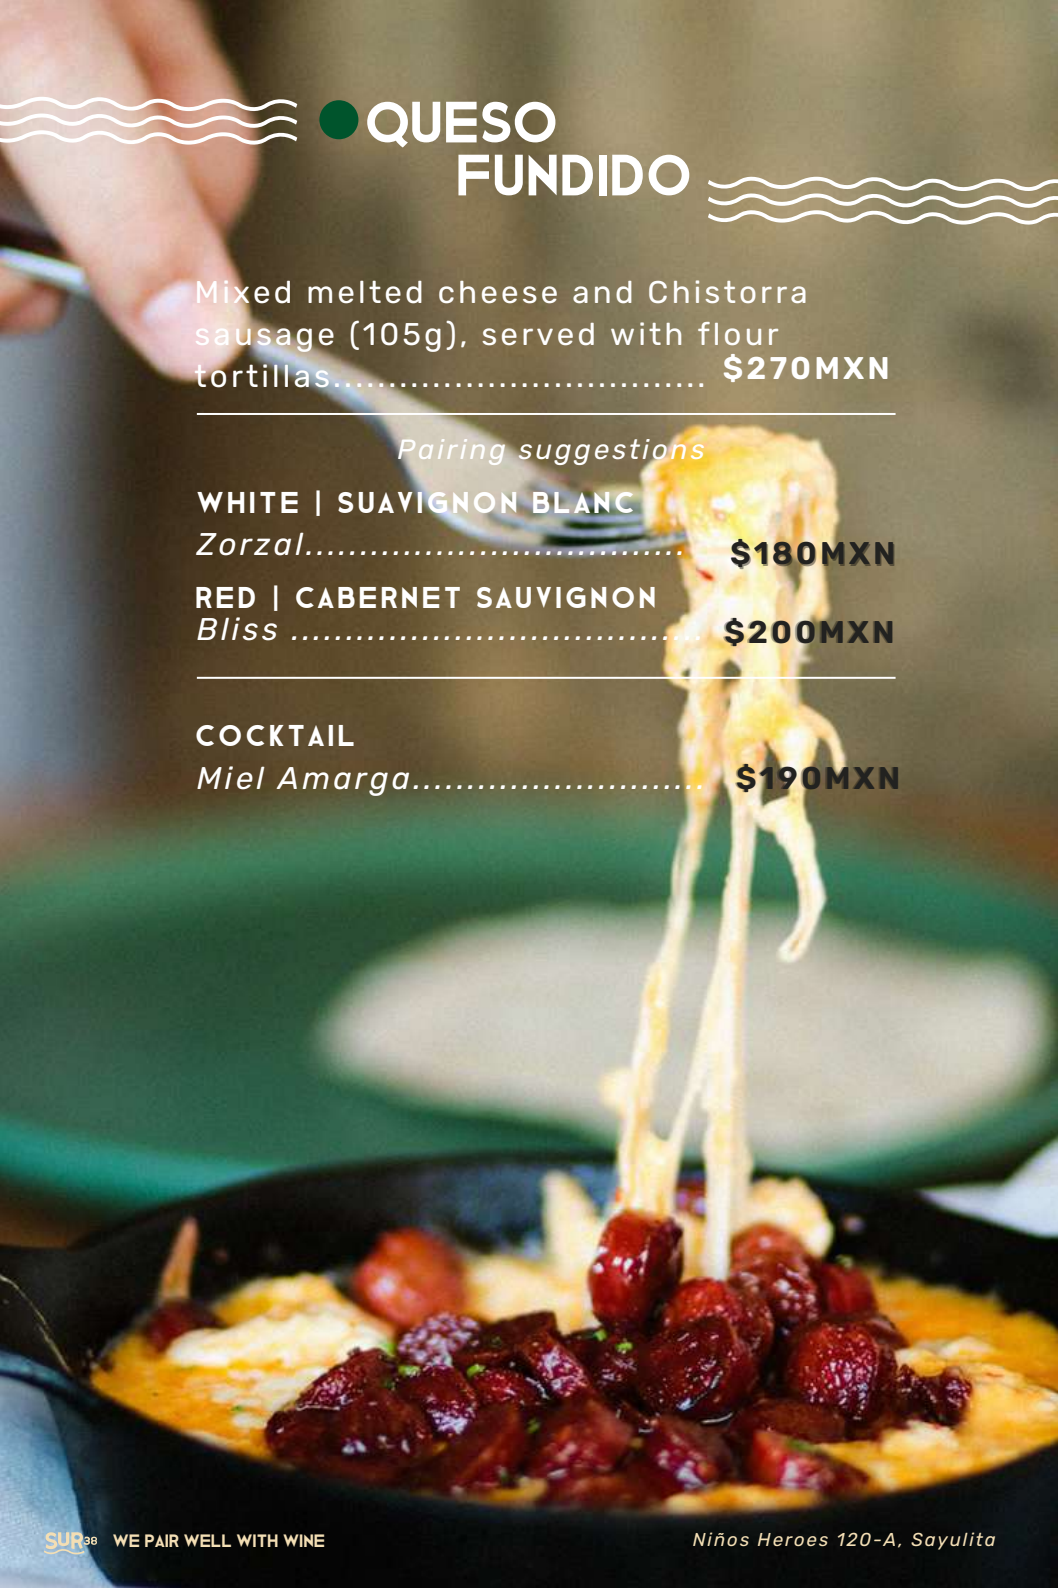 QUESO
FUNDIDO
Mixed melted cheese and Chistorra
sausage (105g), served with flour
tortillas.................................. $270MXN
Pairing suggestions
WHITE | SUAVIGNON BLANC
Zorzal................................... $180MXN
RED | CABERNET SAUVIGNON
Bliss ...................................... $200MXN
COCKTAIL
Miel Amarga........................... $190MXN
SUR38 WE PAIR WELL WITH WINE
Niños Heroes 120-A, Sayulita